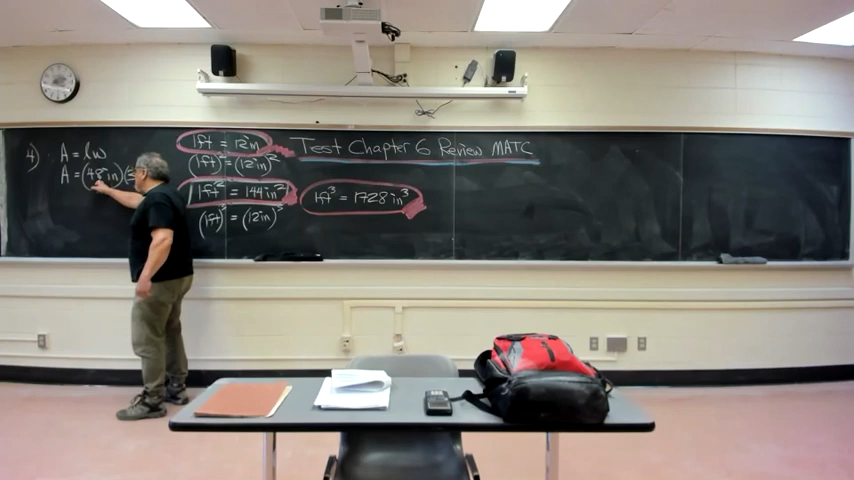 Test Chapter 6 Review MATC
4) A = lw
A = (48in)(
1ft = 12in
(1ft)² = (12in)²
1ft² = 144in²
(1ft)³ = (12in)³
1ft³ = 1728in³